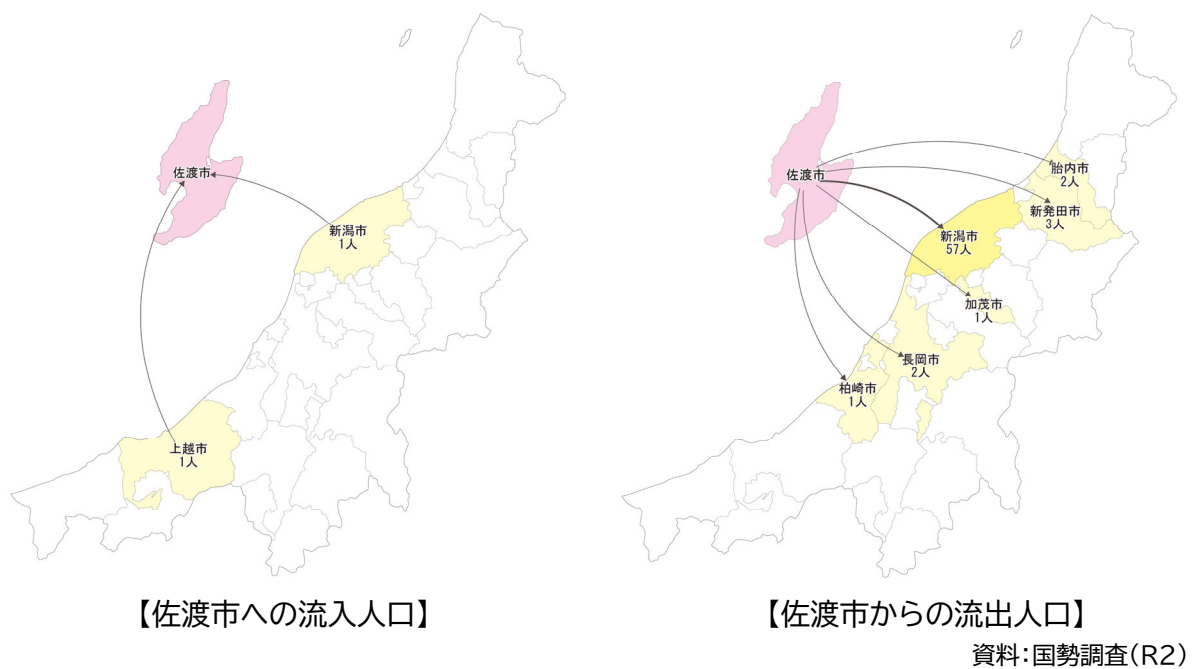 佐渡市
新潟市
1人
上越市
1人
【佐渡市への流入人口】
佐渡市
胎内市
2人
新発田市
3人
新潟市
57人
加茂市
1人
長岡市
2人
柏崎市
1人
【佐渡市からの流出人口】
資料：国勢調査（R2）